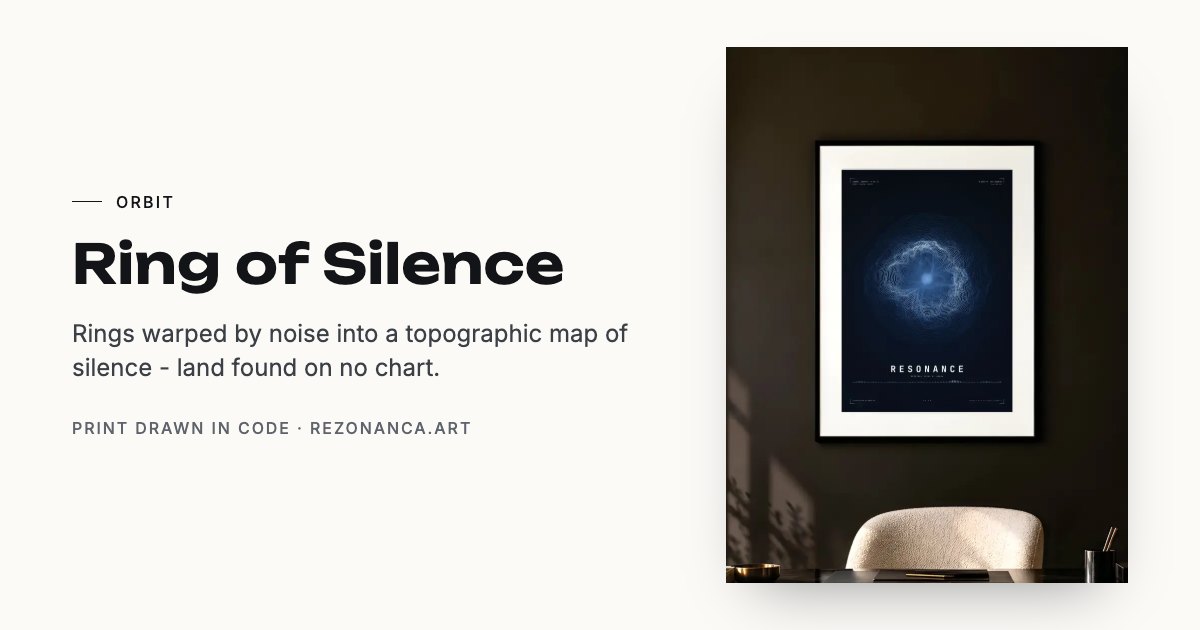 ORBIT
Ring of Silence
Rings warped by noise into a topographic map of
silence - land found on no chart.
PRINT DRAWN IN CODE · REZONANCA.ART
RESONANCE